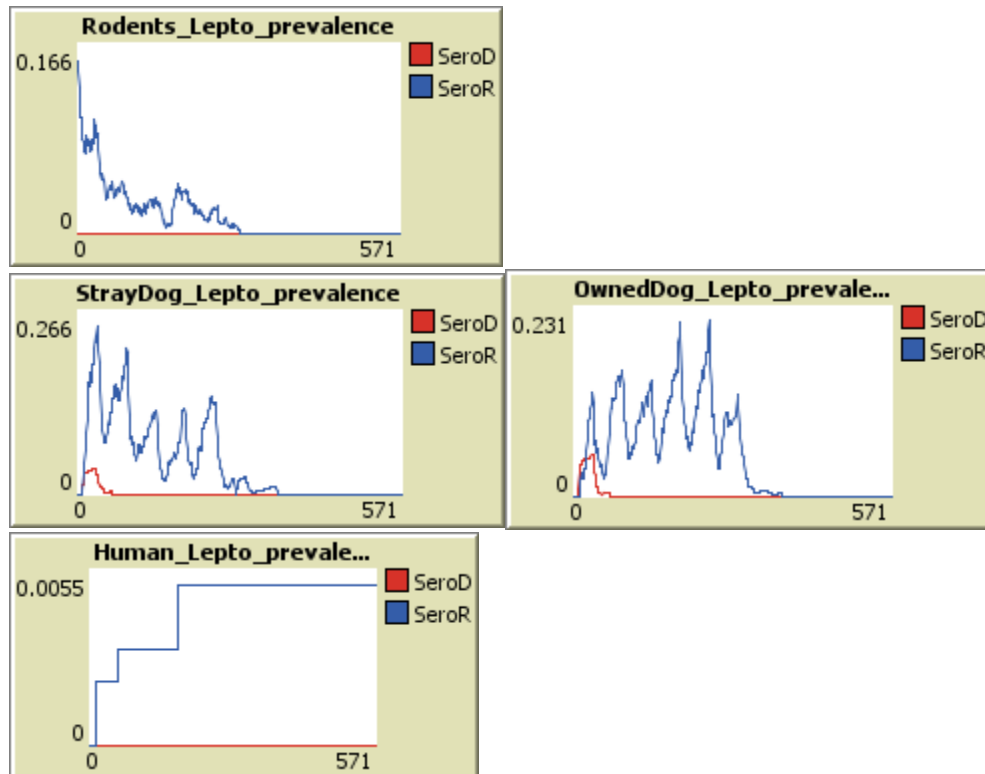 Rodents_Lepto_prevalence
0.166
SeroD
SeroR
0
0 571
StrayDog_Lepto_prevalence
0.266
SeroD
SeroR
0
0 571
OwnedDog_Lepto_prevale...
0.231
SeroD
SeroR
0
0 571
Human_Lepto_prevale...
0.0055
SeroD
SeroR
0
0 571